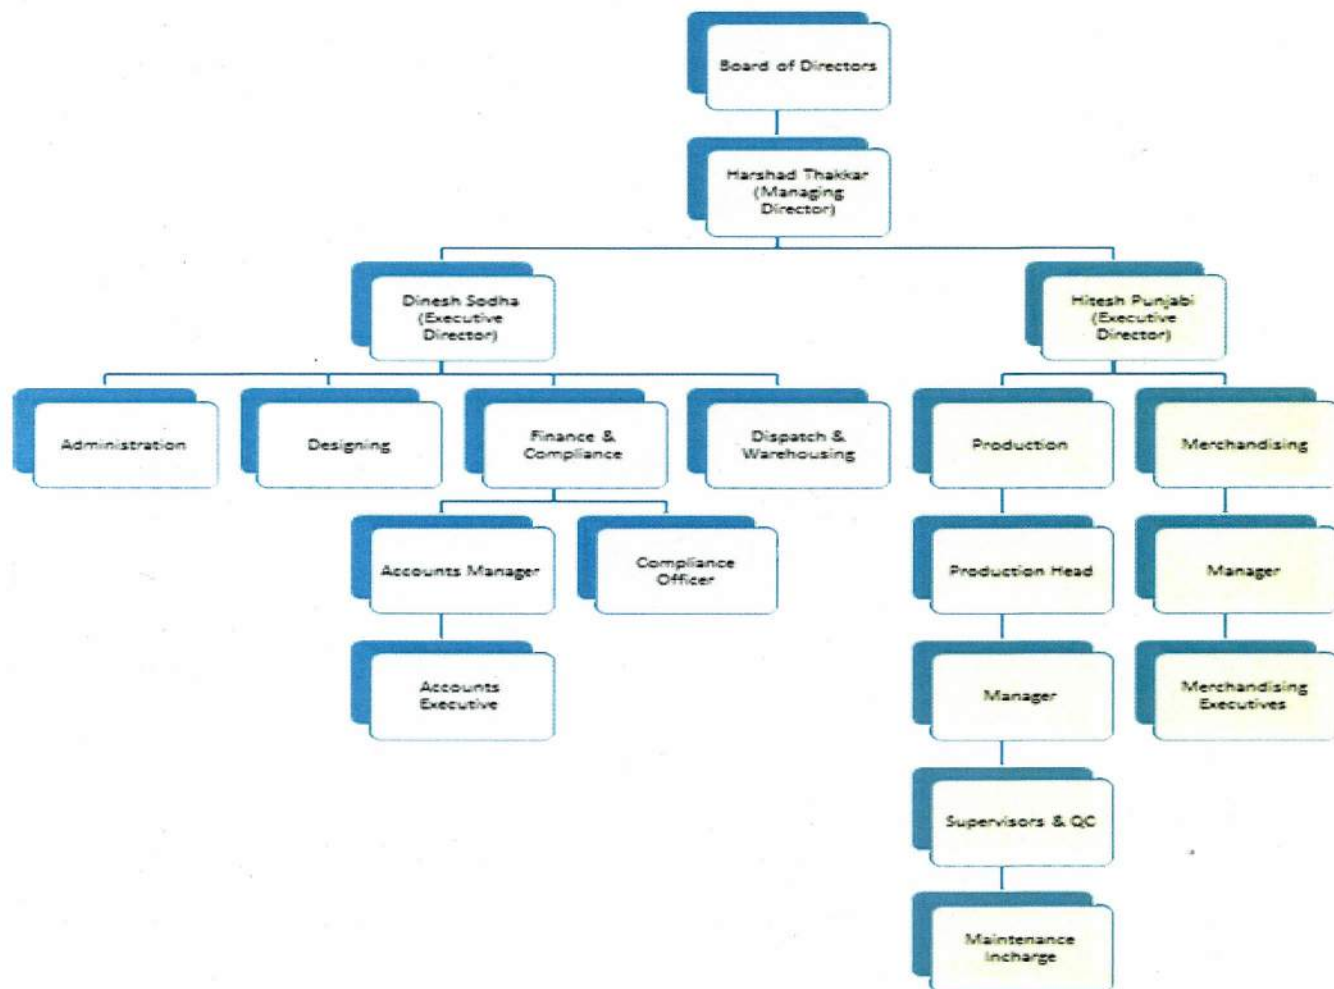 Board of Directors
Harshad Thakkar
(Managing
Director)
Dinesh Sodha
(Executive
Director)
Hitesh Punjabi
(Executive
Director)
Administration
Designing
Finance &
Compliance
Dispatch &
Warehousing
Production
Merchandising
Accounts Manager
Compliance
Officer
Production Head
Manager
Accounts
Executive
Manager
Merchandising
Executives
Supervisors & QC
Maintenance
Incharge